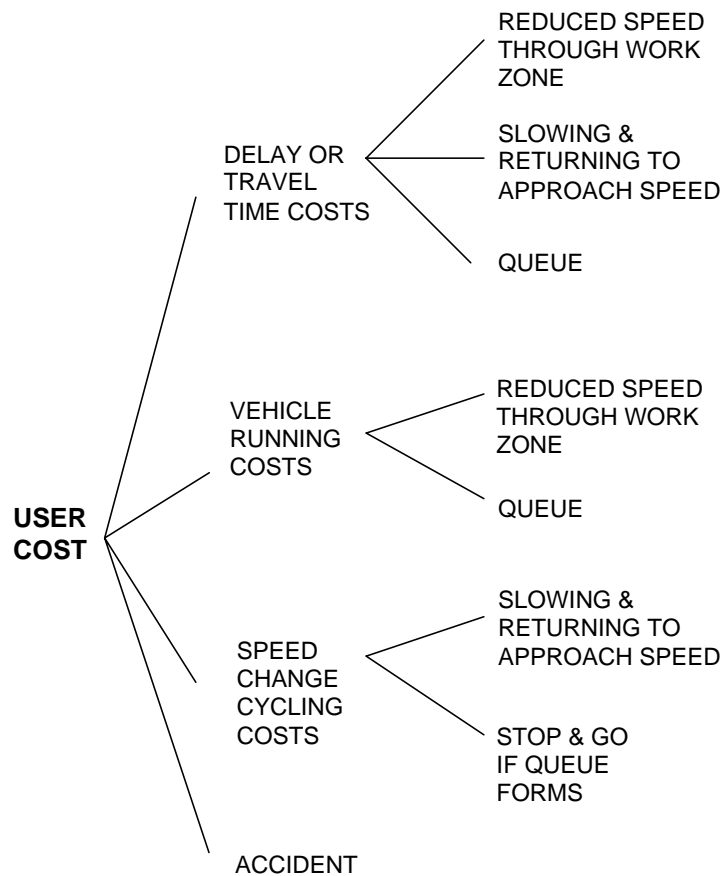 REDUCED SPEED
THROUGH WORK
ZONE
DELAY OR
TRAVEL
TIME COSTS
SLOWING &
RETURNING TO
APPROACH SPEED
QUEUE
VEHICLE
RUNNING
COSTS
REDUCED SPEED
THROUGH WORK
ZONE
QUEUE
USER
COST
SPEED
CHANGE
CYCLING
COSTS
SLOWING &
RETURNING TO
APPROACH SPEED
STOP & GO
IF QUEUE
FORMS
ACCIDENT